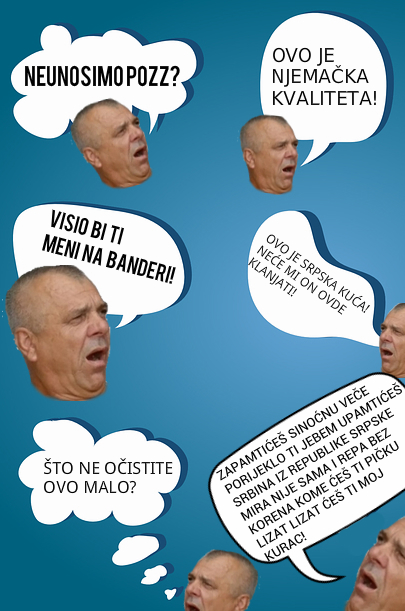 NEUNOSIMO POZZ?
OVO JE
NJEMAČKA
KVALITETA!
VISIO BI TI
MENI NA BANDERI!
OVO JE SRPSKA KUĆA!
NEĆE MI ON OVDE
KLANJATI!
ŠTO NE OČISTITE
OVO MALO?
ZAPAMTIĆEŠ SINOĆNU VEČE
PORIJEKLO TI JEBEM UPAMTIĆEŠ
SRBINA IZ REPUBLIKE SRPSKE
MIRA NIJE SAMA I REPA BEZ
KORENA KOME ĆEŠ TI PIČKU
LIZAT LIZAT ĆEŠ TI MOJ
KURAC!